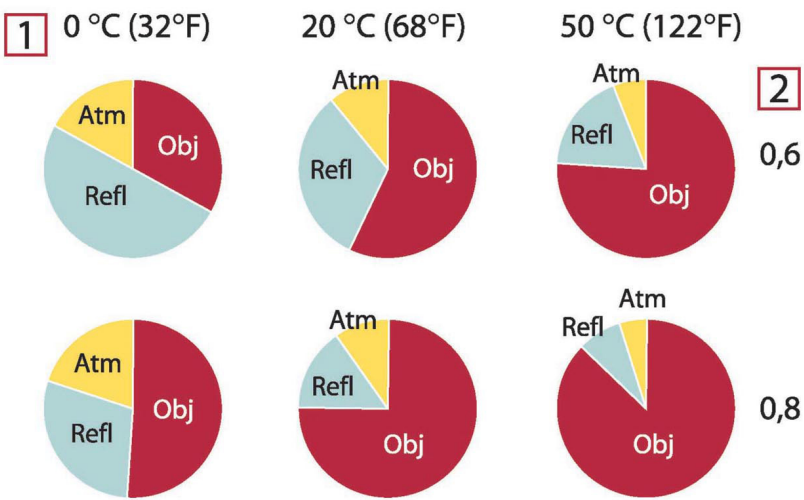 1 0 °C (32°F) 20 °C (68°F) 50 °C (122°F)
2
0,6
Atm Obj Refl
Atm Refl Obj
Atm Refl Obj
0,8
Atm Obj Refl
Atm Refl Obj
Atm Refl Obj